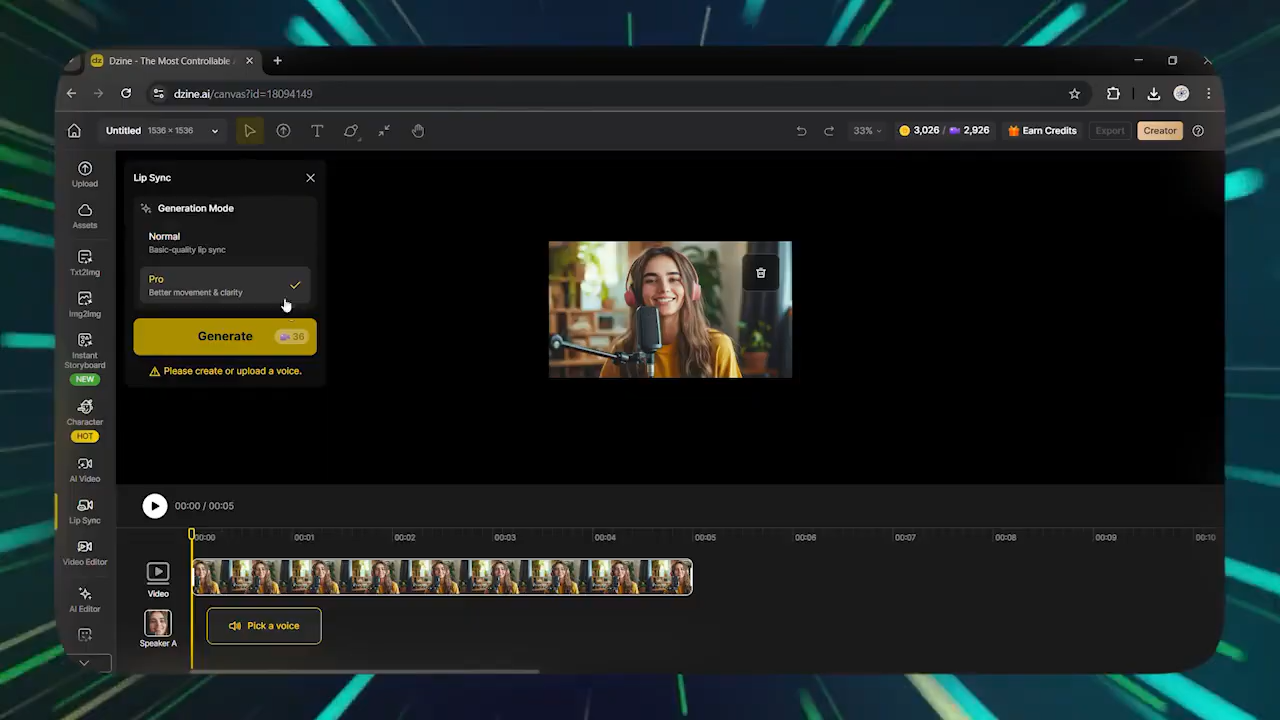 Dzine - The Most Controllable
dzine.ai/canvas?id=18094149
Untitled 1536 × 1536
33%
3,026 / 2,926
Earn Credits
Export
Creator
Upload
Assets
Txt2Img
Img2Img
Instant
Storyboard
NEW
Character
HOT
AI Video
Lip Sync
Video Editor
AI Editor
Lip Sync
Generation Mode
Normal
Basic-quality lip sync
Pro
Better movement & clarity
Generate 36
Please create or upload a voice.
00:00 / 00:05
00:00 00:01 00:02 00:03 00:04 00:05 00:06 00:07 00:08 00:09 00:10
Video
Speaker A
Pick a voice